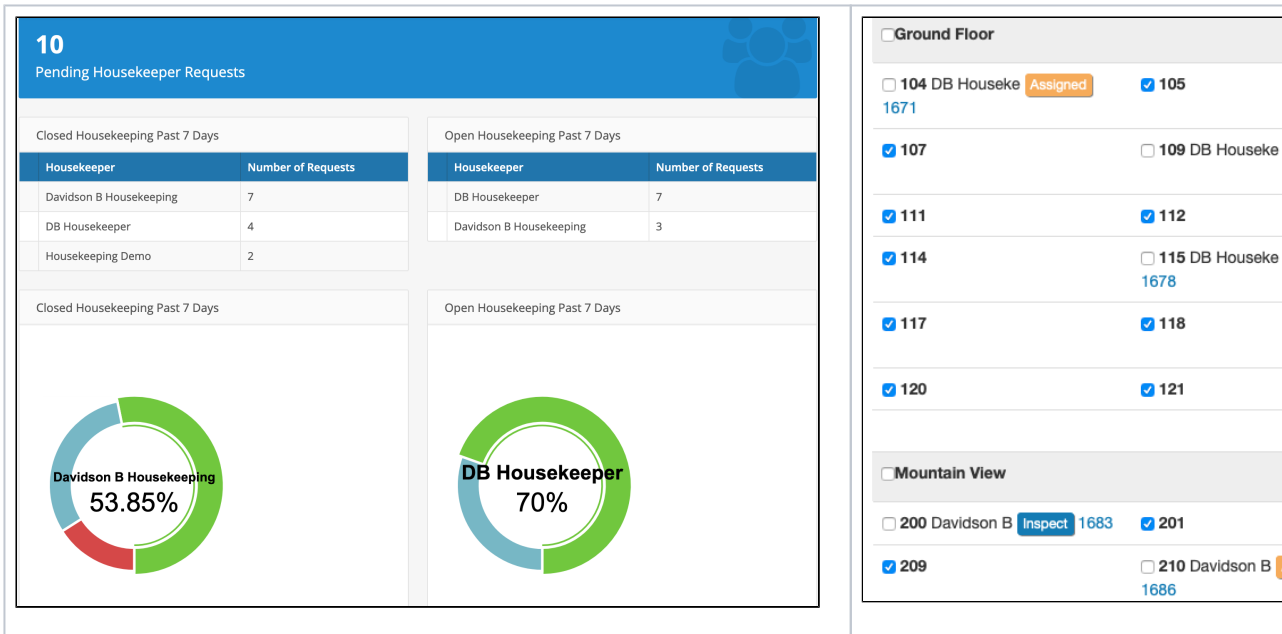 10
Pending Housekeeper Requests
Closed Housekeeping Past 7 Days
Housekeeper Number of Requests
Davidson B Housekeeping 7
DB Housekeeper 4
Housekeeping Demo 2
Open Housekeeping Past 7 Days
Housekeeper Number of Requests
DB Housekeeper 7
Davidson B Housekeeping 3
Closed Housekeeping Past 7 Days
Davidson B Housekeeping
53.85%
Open Housekeeping Past 7 Days
DB Housekeeper
70%
Ground Floor
104 DB Houseke Assigned 105
1671
107 109 DB Houseke
111 112
114 115 DB Houseke
1678
117 118
120 121
Mountain View
200 Davidson B Inspect 1683 201
209 210 Davidson B
1686